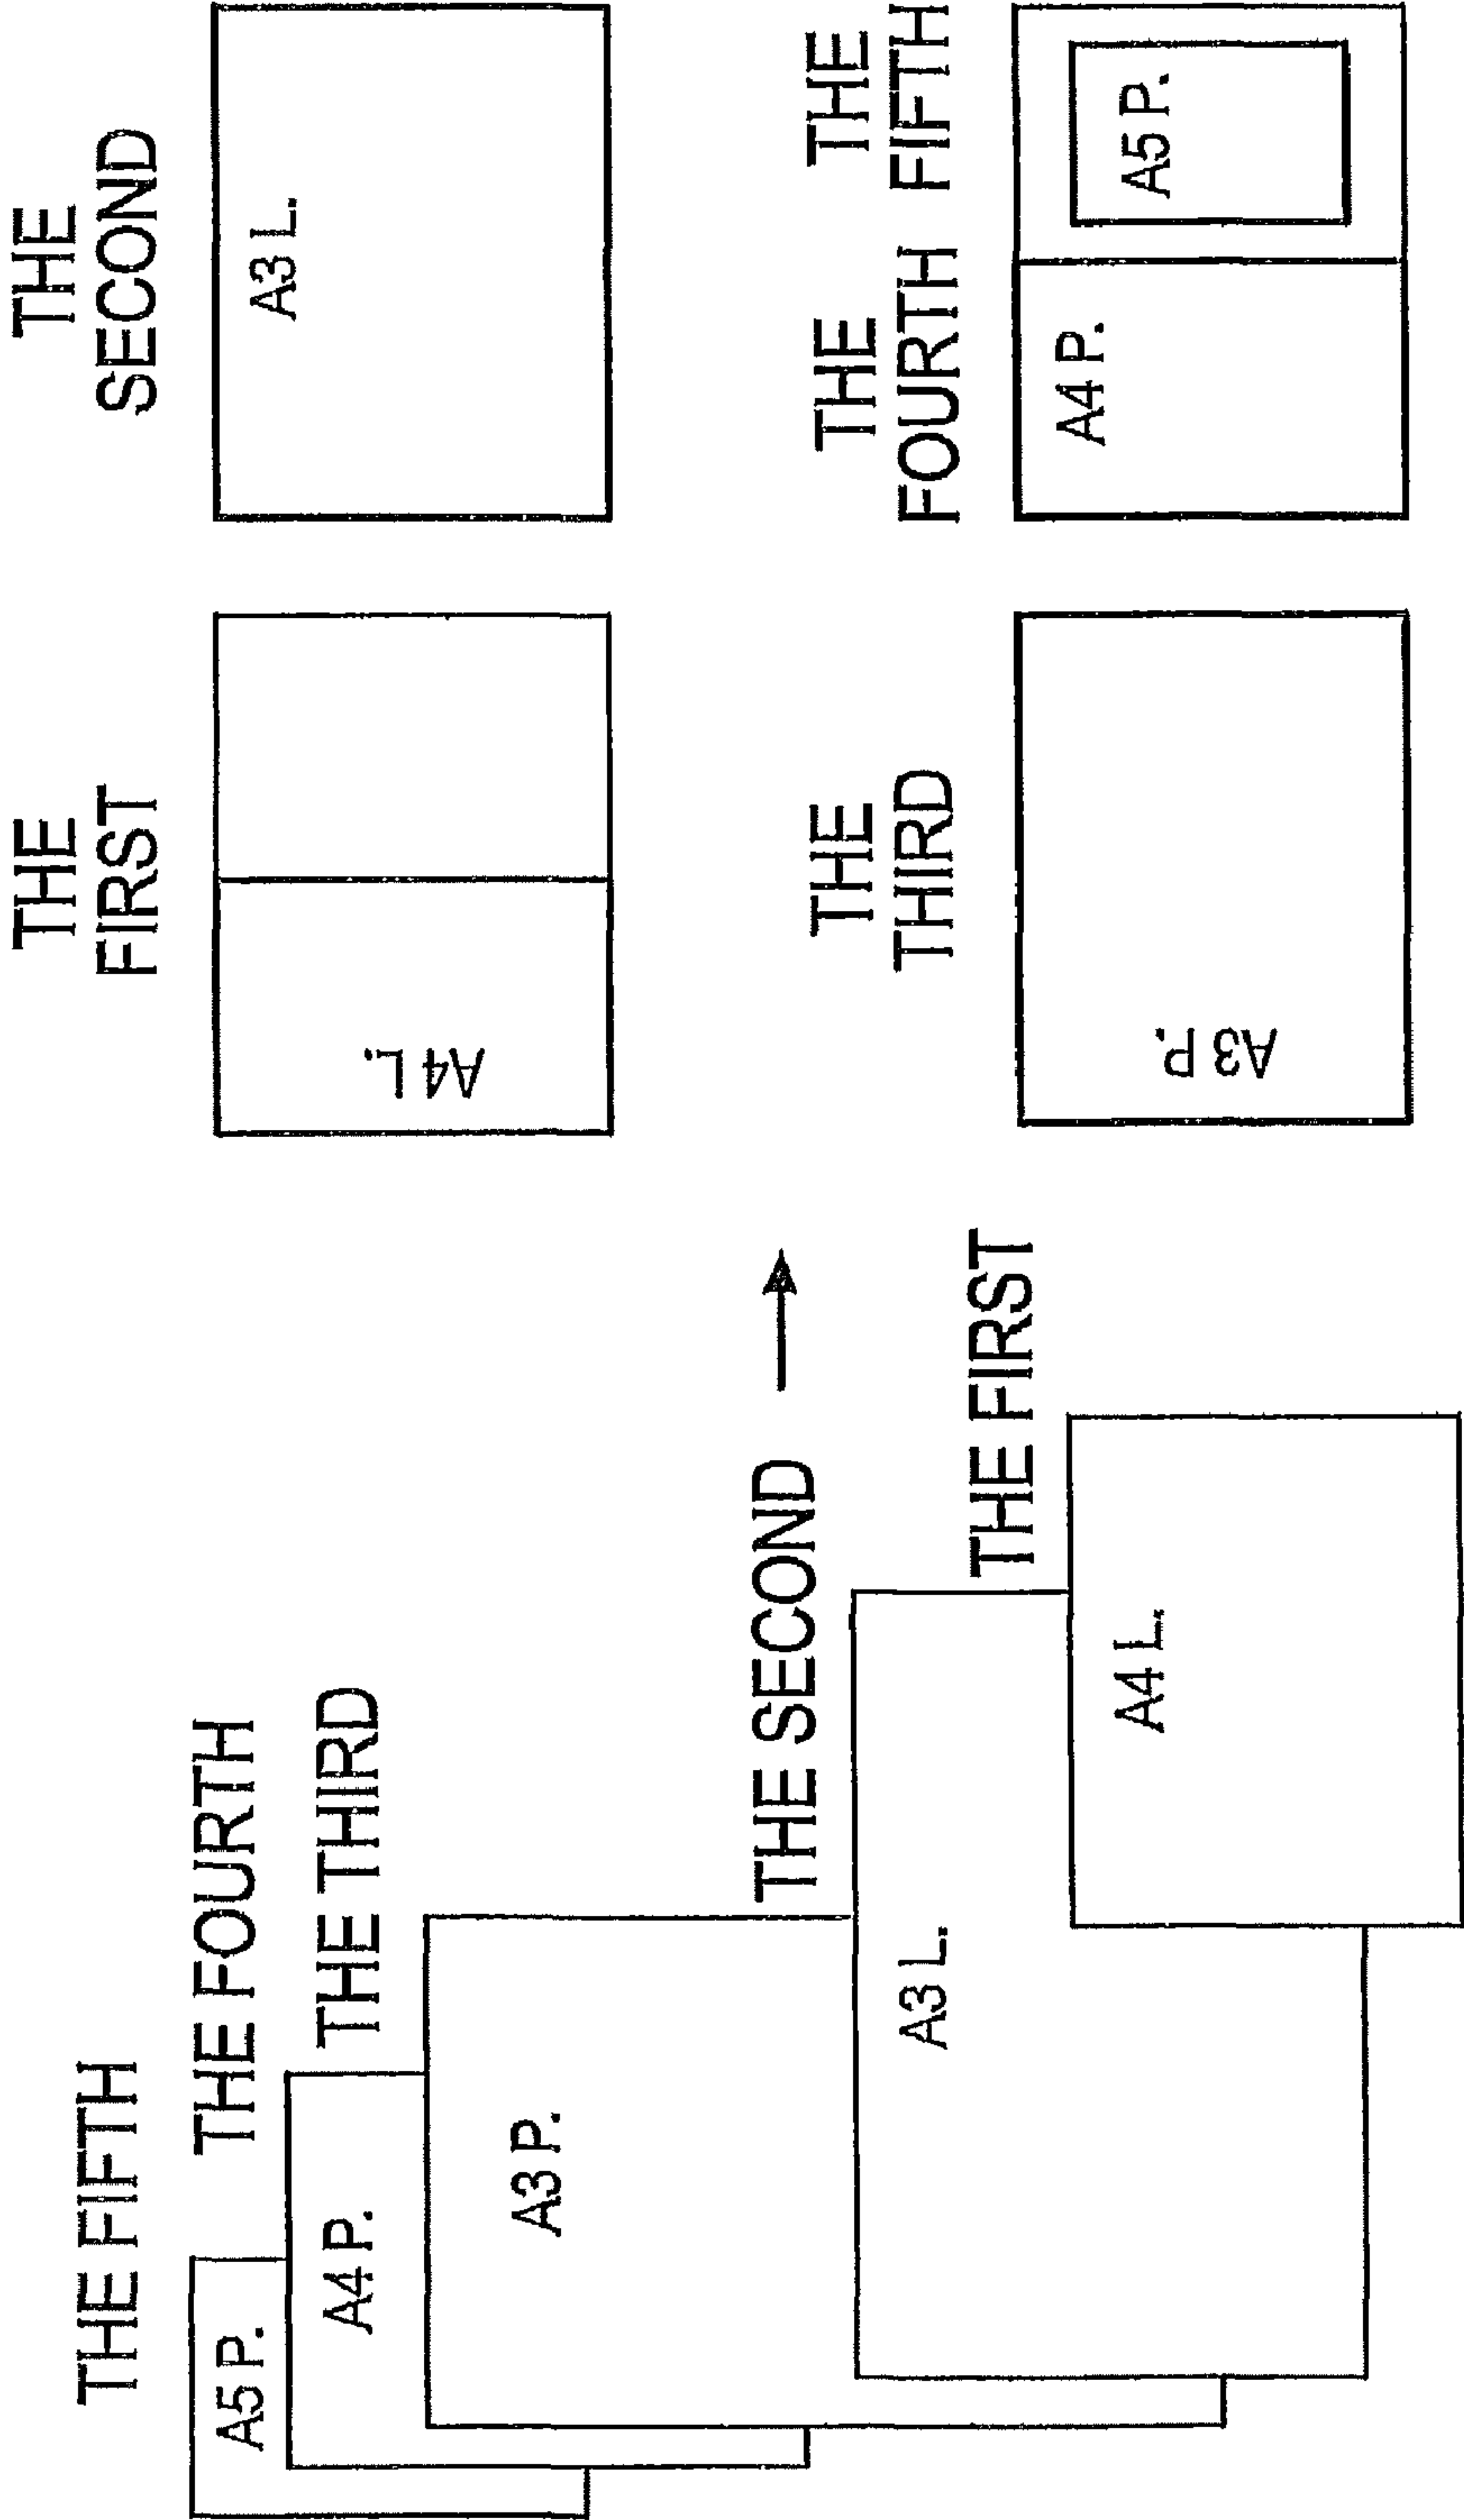 THE FIFTH
THE FOURTH
THE THIRD
THE SECOND
THE FIRST
A5 P.
A4 P.
A3 P.
A3 L.
A4 L.
THE
FIRST
A4 L.
THE
SECOND
A3 L.
THE
THIRD
A3 P.
THE
FOURTH
A4 P.
THE
FIFTH
A5 P.